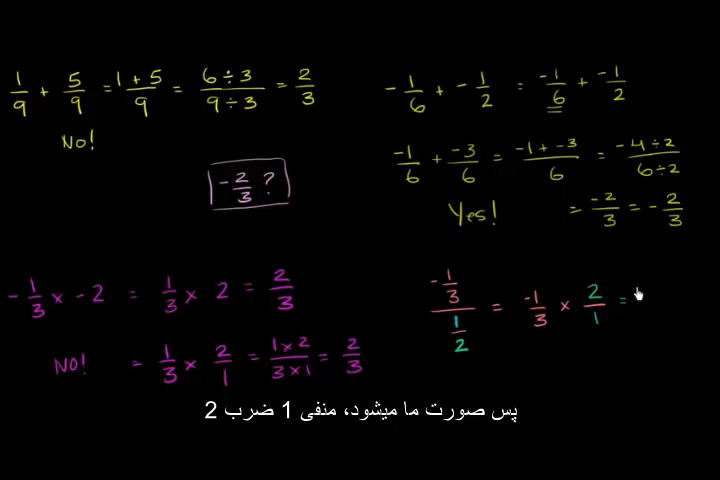 1/9 + 5/9 = 1 + 5/9 = 6 ÷ 3/9 ÷ 3 = 2/3
No!
-2/3 ?
-1/6 + -1/2 = -1/6 + -1/2
-1/6 + -3/6 = -1 + -3/6 = -4 ÷ 2/6 ÷ 2
Yes! = -2/3 = -2/3
-1/3 × -2 = 1/3 × 2 = 2/3
NO! = 1/3 × 2/1 = 1 × 2/3 × 1 = 2/3
-1/3 / 1/2 = -1/3 × 2/1 =
پس صورت ما میشود، منفی 1 ضرب 2